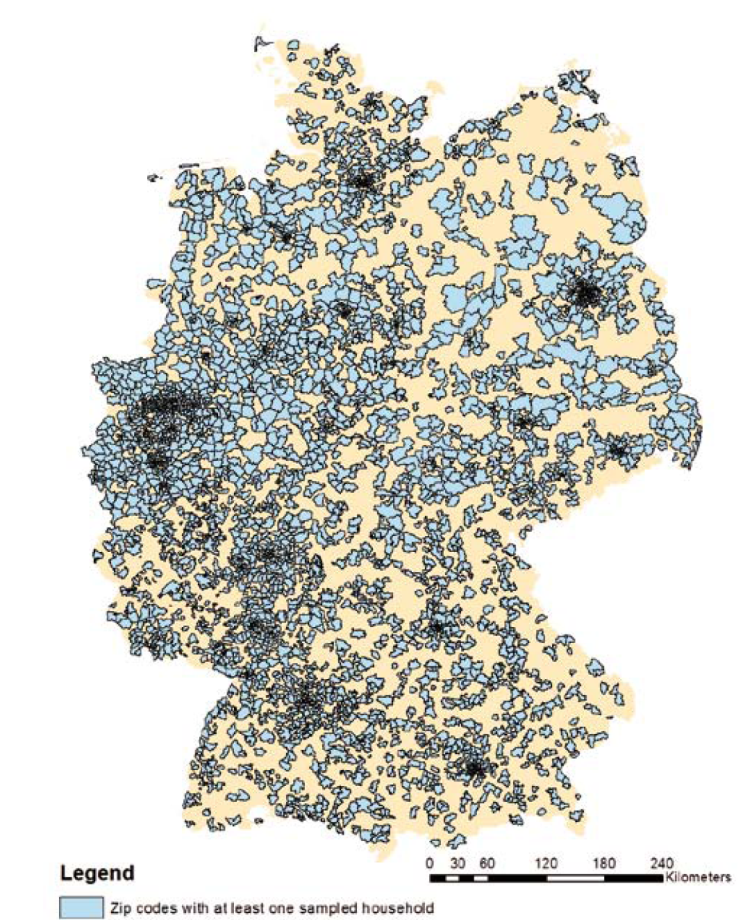 Legend
0 30 60 120 180 240
Kilometers
Zip codes with at least one sampled household